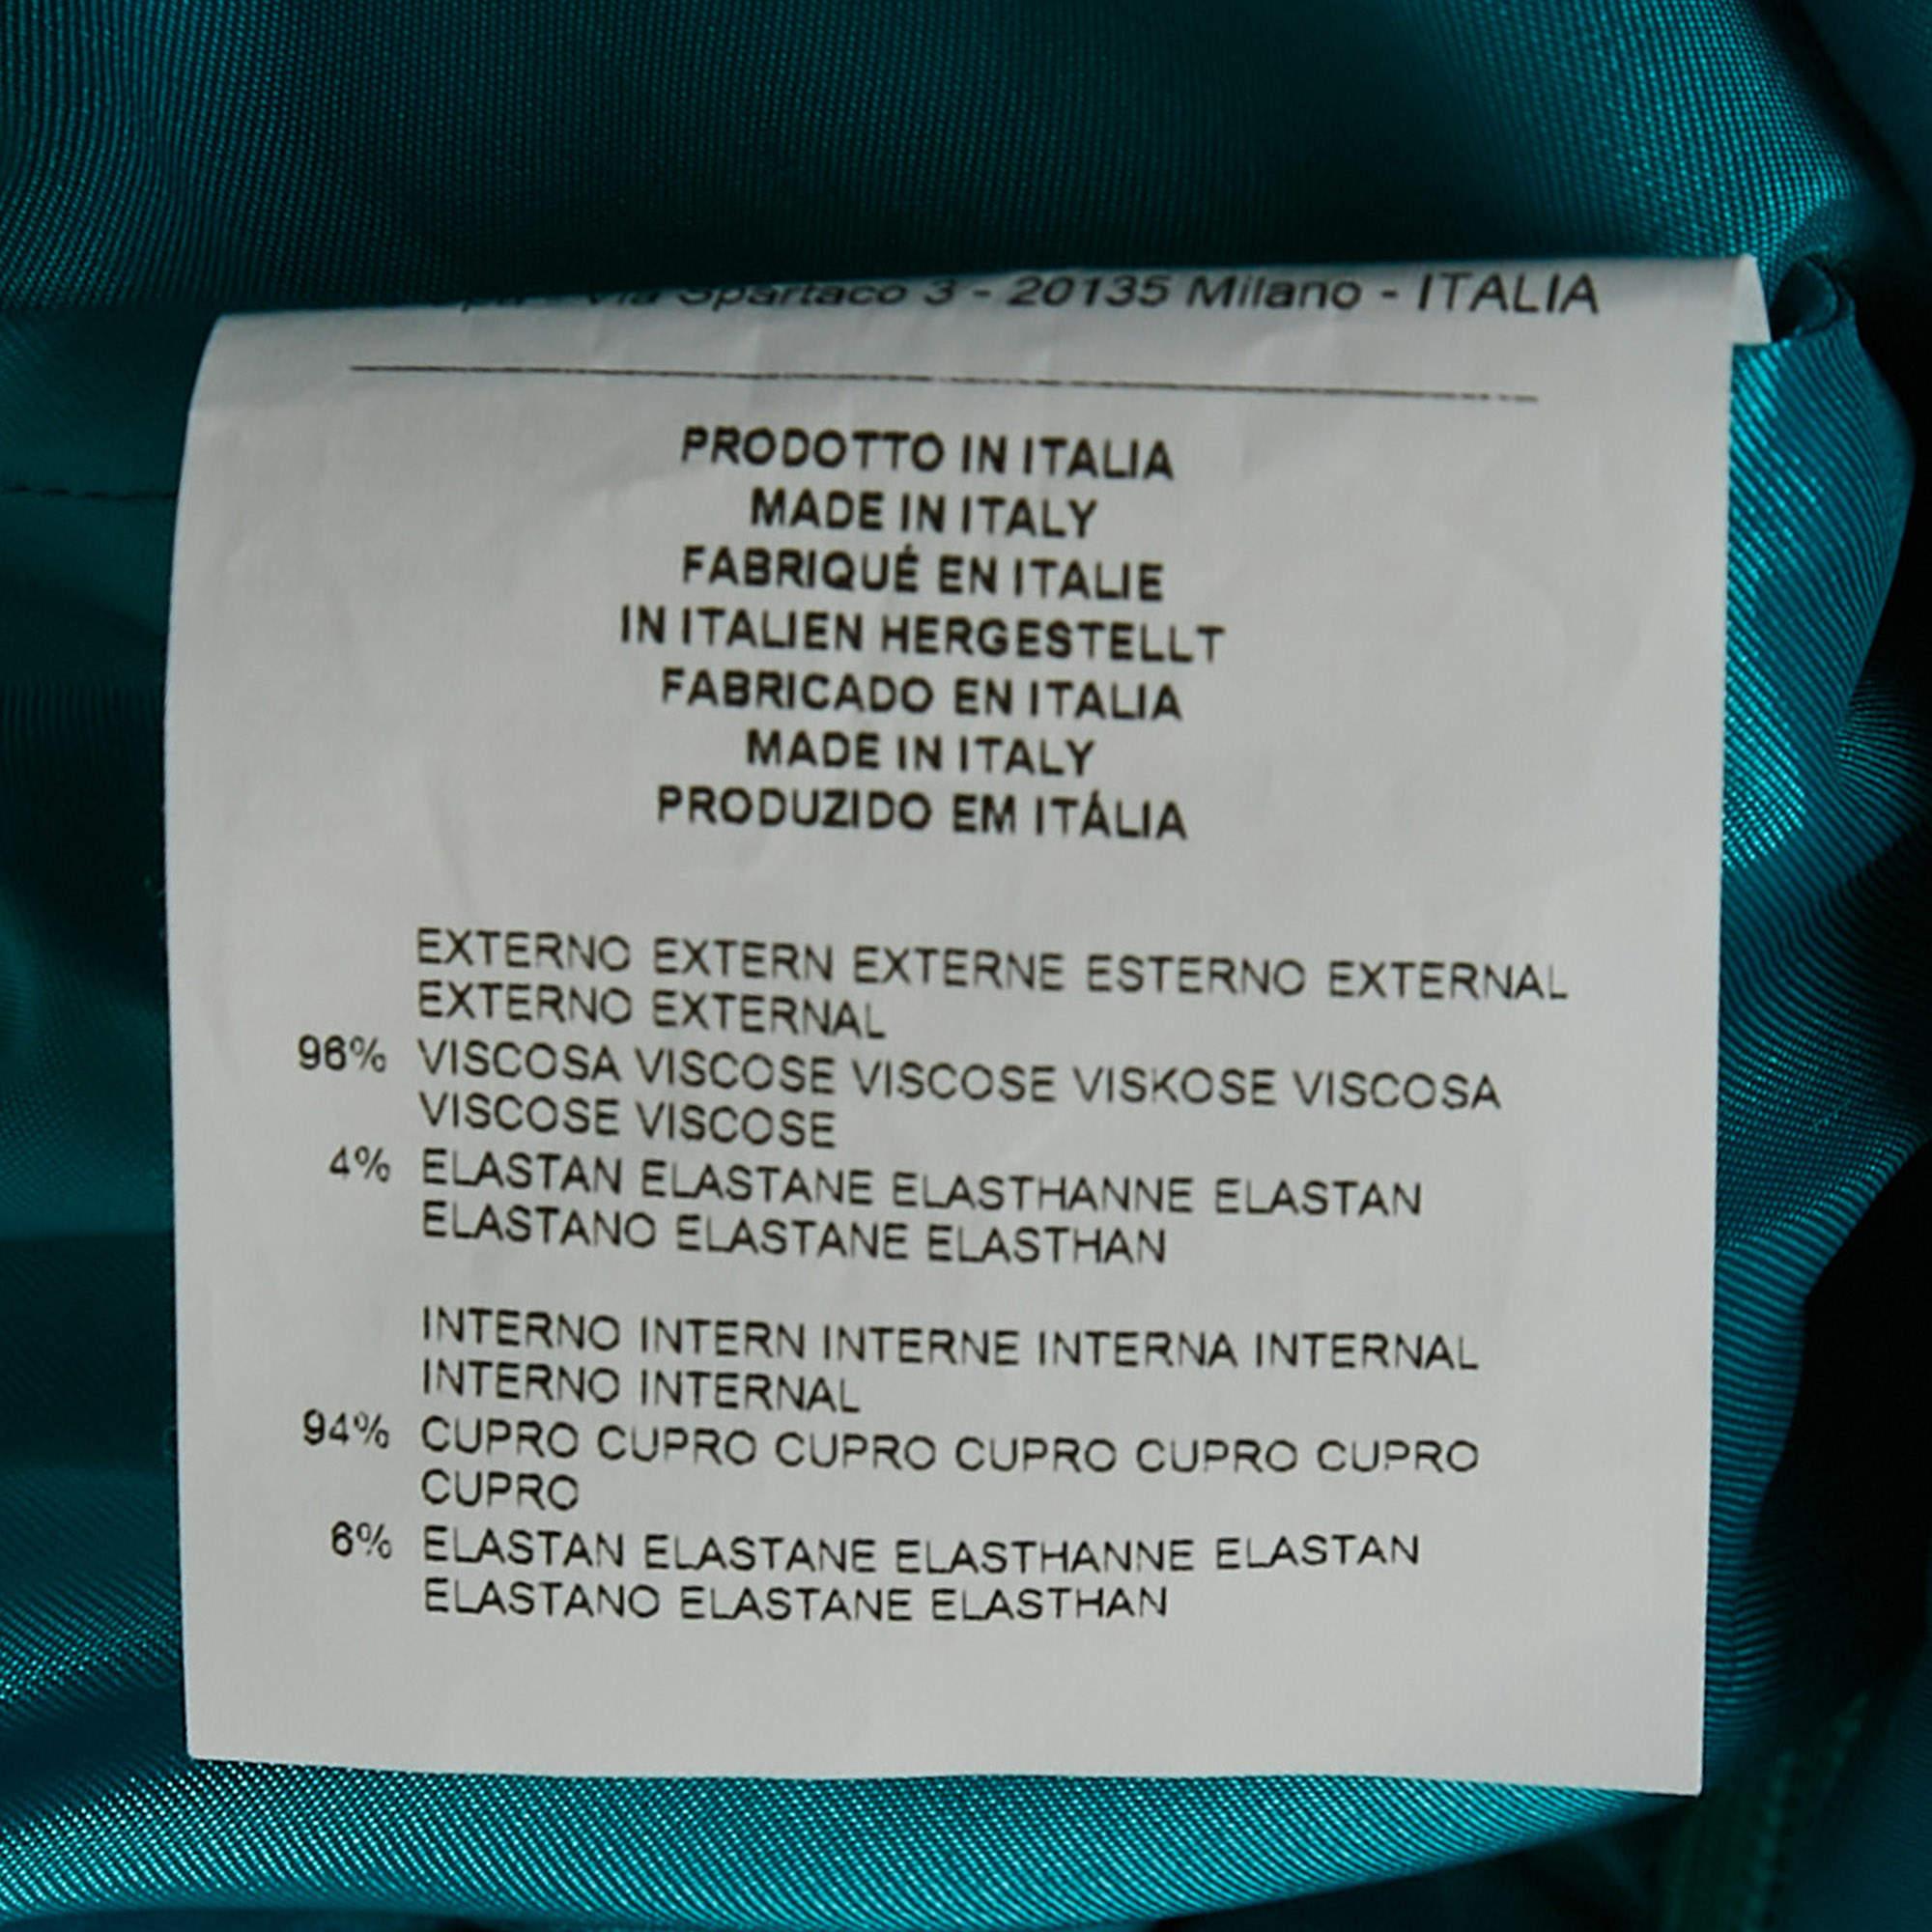 Via Spartaco 3 - 20135 Milano - ITALIA
PRODOTTO IN ITALIA
MADE IN ITALY
FABRIQUÉ EN ITALIE
IN ITALIEN HERGESTELLT
FABRICADO EN ITALIA
MADE IN ITALY
PRODUZIDO EM ITÁLIA
EXTERNO EXTERN EXTERNE ESTERNO EXTERNAL
EXTERNO EXTERNAL
96% VISCOSA VISCOSE VISCOSE VISKOSE VISCOSA
VISCOSE VISCOSE
4% ELASTAN ELASTANE ELASTHANNE ELASTAN
ELASTANO ELASTANE ELASTHAN
INTERNO INTERN INTERNE INTERNA INTERNAL
INTERNO INTERNAL
94% CUPRO CUPRO CUPRO CUPRO CUPRO CUPRO
CUPRO
6% ELASTAN ELASTANE ELASTHANNE ELASTAN
ELASTANO ELASTANE ELASTHAN